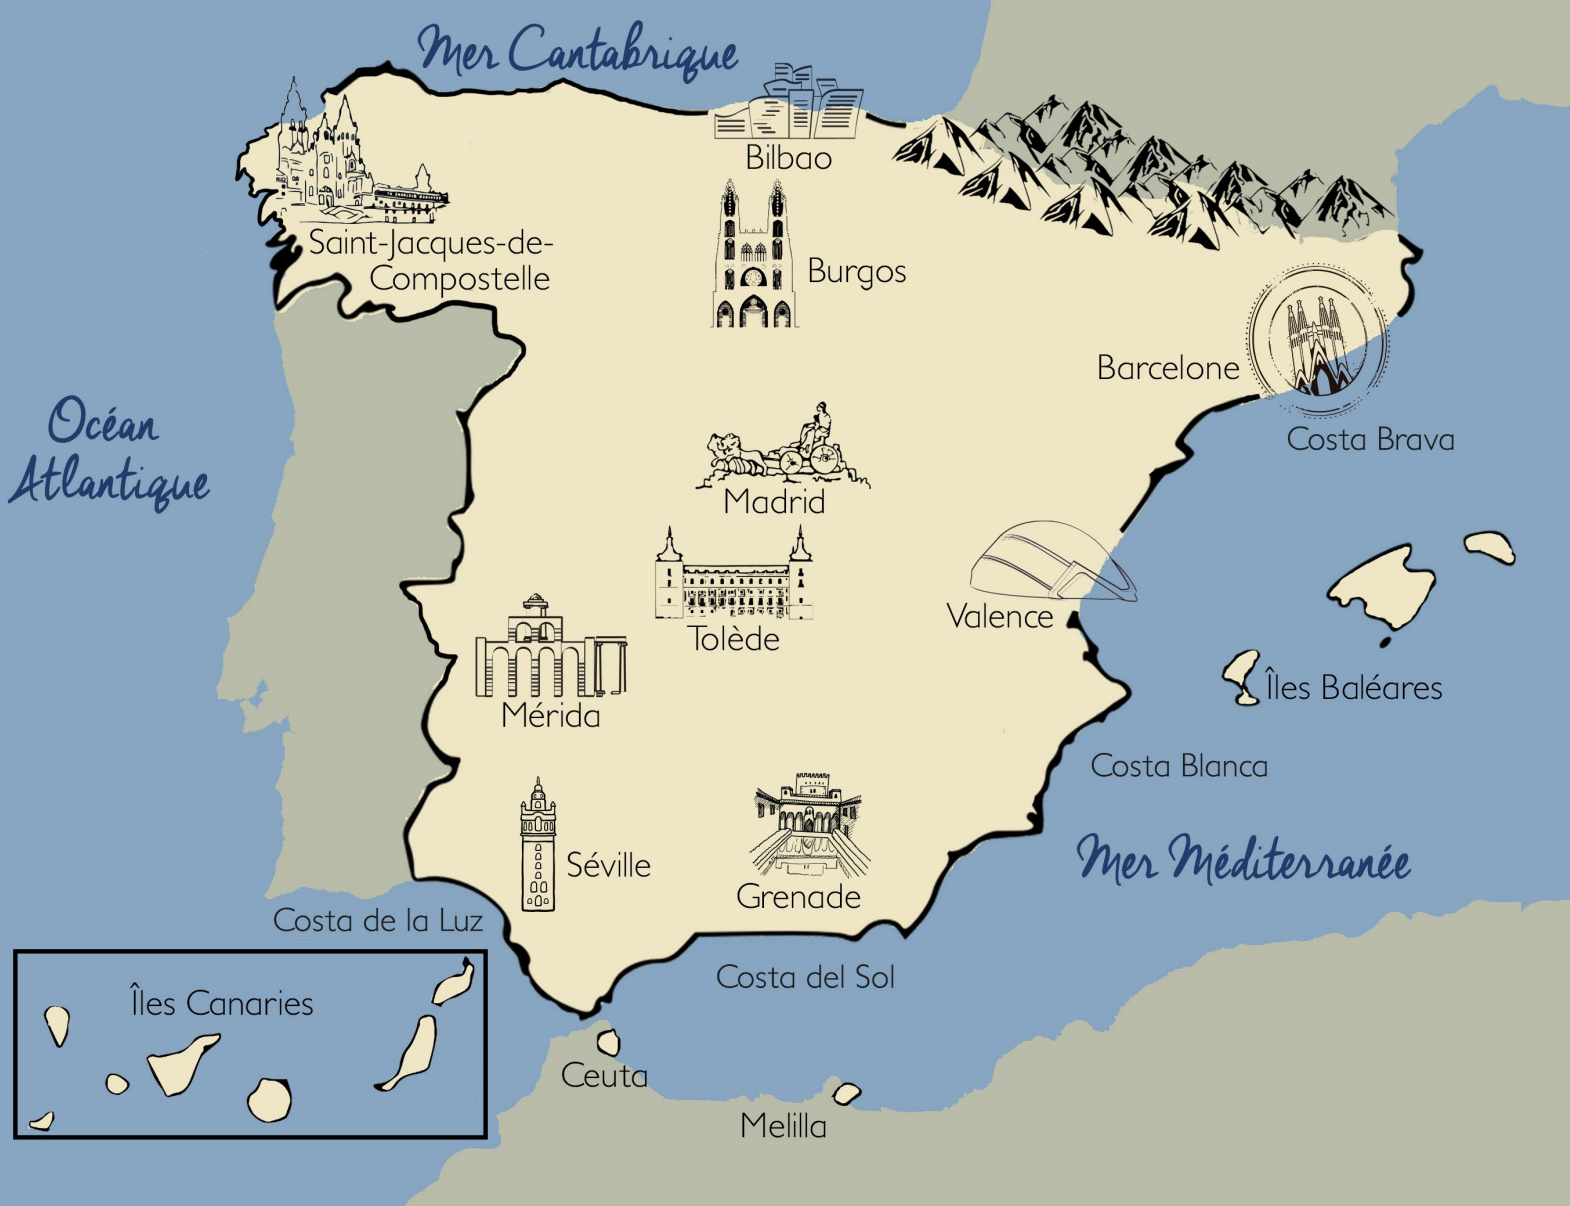 Mer Cantabrique
Bilbao
Saint-Jacques-de-
Compostelle
Burgos
Barcelone
Océan
Atlantique
Costa Brava
Madrid
Valence
Tolède
Îles Baléares
Mérida
Costa Blanca
Mer Méditerranée
Séville
Grenade
Costa de la Luz
Costa del Sol
Îles Canaries
Ceuta
Melilla